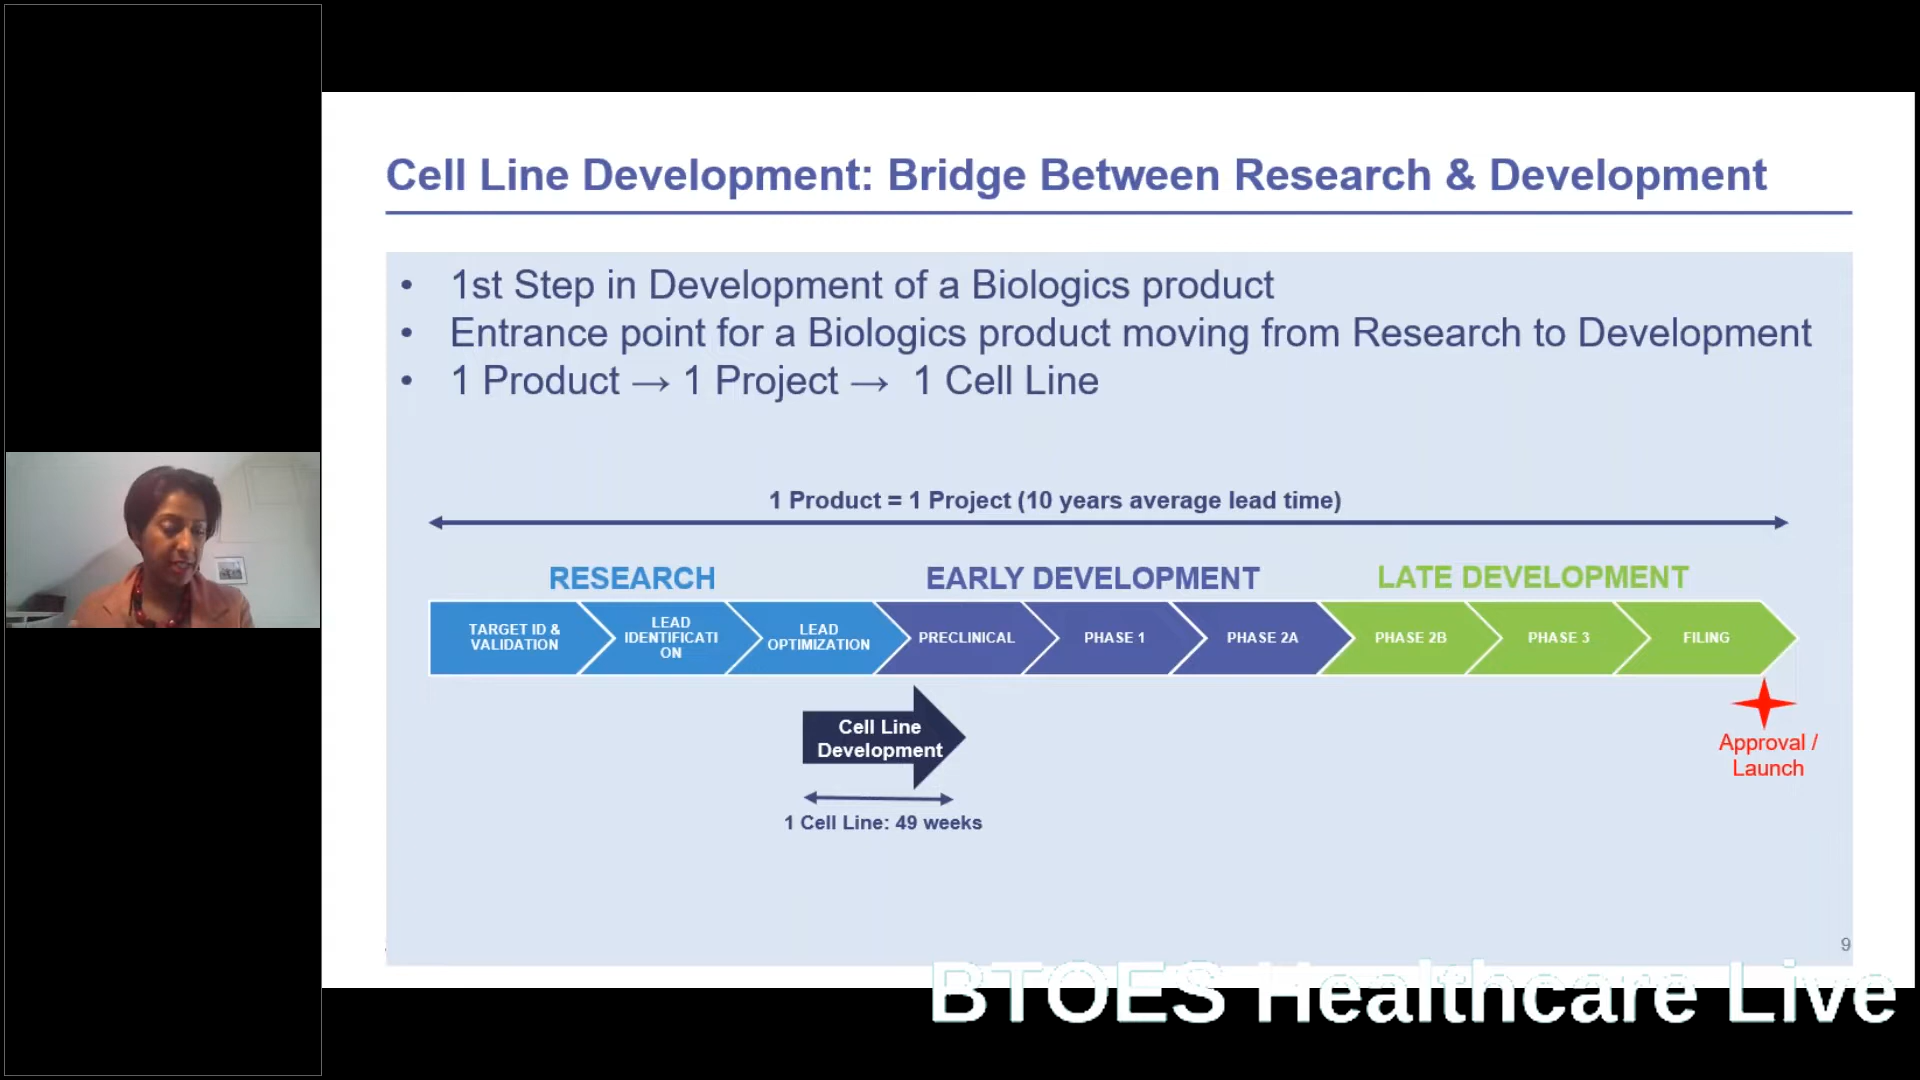 Cell Line Development: Bridge Between Research & Development
• 1st Step in Development of a Biologics product
• Entrance point for a Biologics product moving from Research to Development
• 1 Product → 1 Project → 1 Cell Line
1 Product = 1 Project (10 years average lead time)
RESEARCH
EARLY DEVELOPMENT
LATE DEVELOPMENT
TARGET ID &
VALIDATION
LEAD
IDENTIFICATI
ON
LEAD
OPTIMIZATION
PRECLINICAL
PHASE 1
PHASE 2A
PHASE 2B
PHASE 3
FILING
Cell Line
Development
1 Cell Line: 49 weeks
Approval /
Launch
9
BTOES Healthcare Live